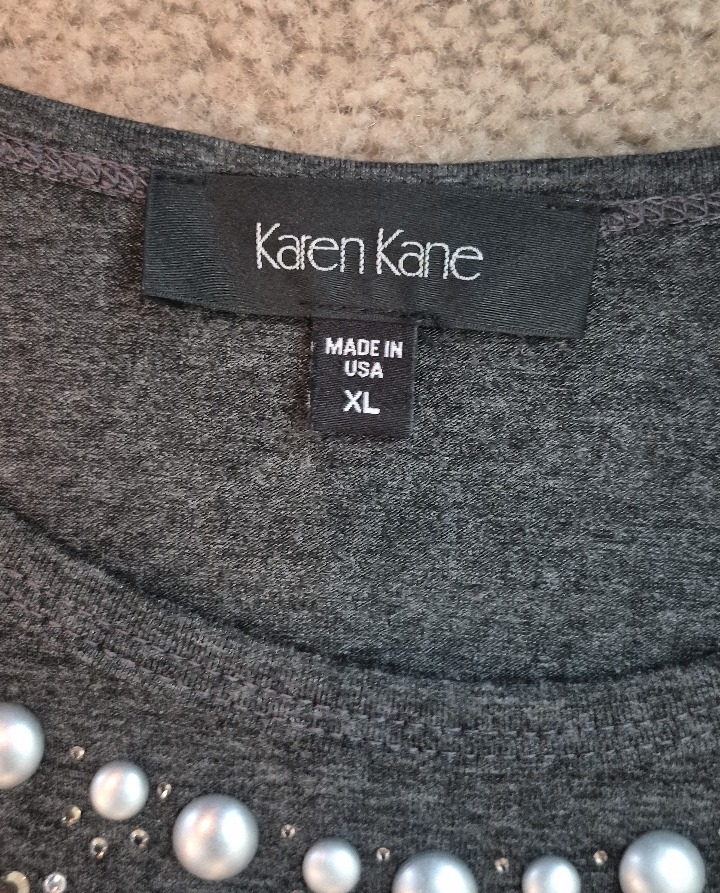 Karen Kane
MADE IN
USA
XL